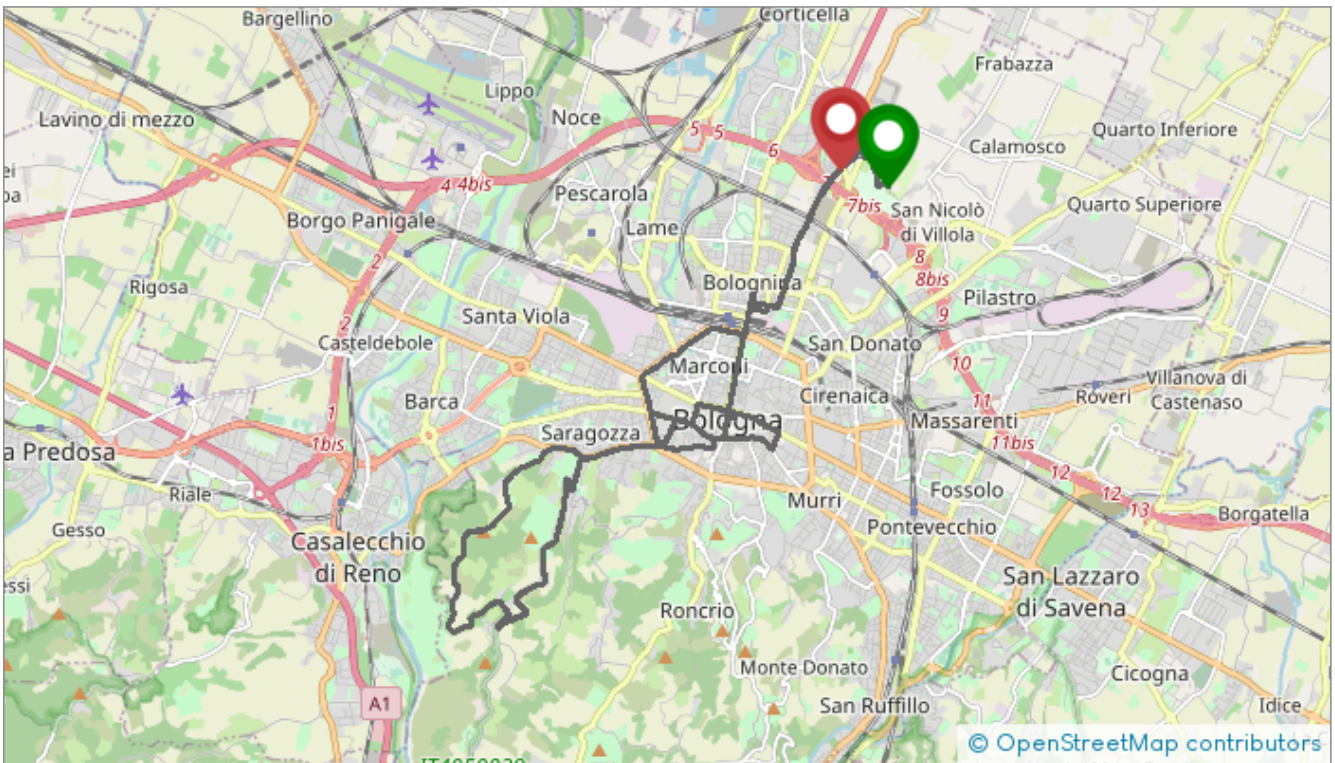 Bargellino
Corticella
Frabazza
Lippo
Lavino di mezzo
Noce
5 5
6
Quarto Inferiore
Calamosco
4 4bis
Pescarola
7bis
San Nicolò
di Villola
Quarto Superiore
Borgo Panigale
Lame
8
8bis
2
Rigosa
Bolognina
Pilastro
9
Santa Viola
2
Casteldebole
San Donato
10
Marconi
Villanova di
Castenaso
Barca
Cirenaica
Roveri
11
Bologna
Massarenti
1
Saragozza
11bis
1bis
a Predosa
12
12
Riale
Murri
Fossolo
13
Borgatella
Gesso
Pontevecchio
Casalecchio
di Reno
San Lazzaro
di Savena
ssi
Roncrio
Monte Donato
Cicogna
A1
San Ruffillo
Idice
© OpenStreetMap contributors